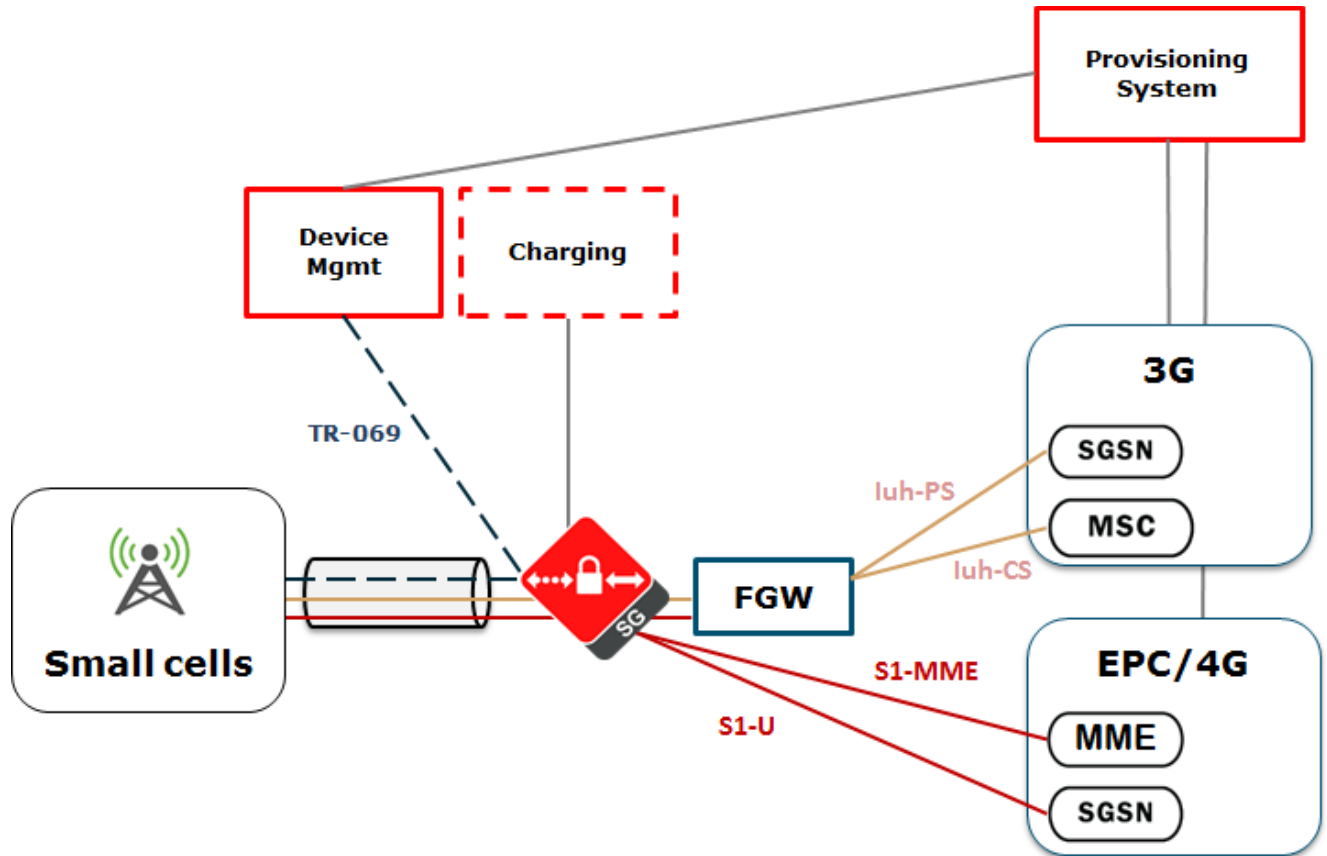 Provisioning
System
Device
Mgmt
Charging
3G
TR-069
SGSN
Iuh-PS
MSC
Iuh-CS
FGW
SG
Small cells
EPC/4G
S1-MME
S1-U
MME
SGSN